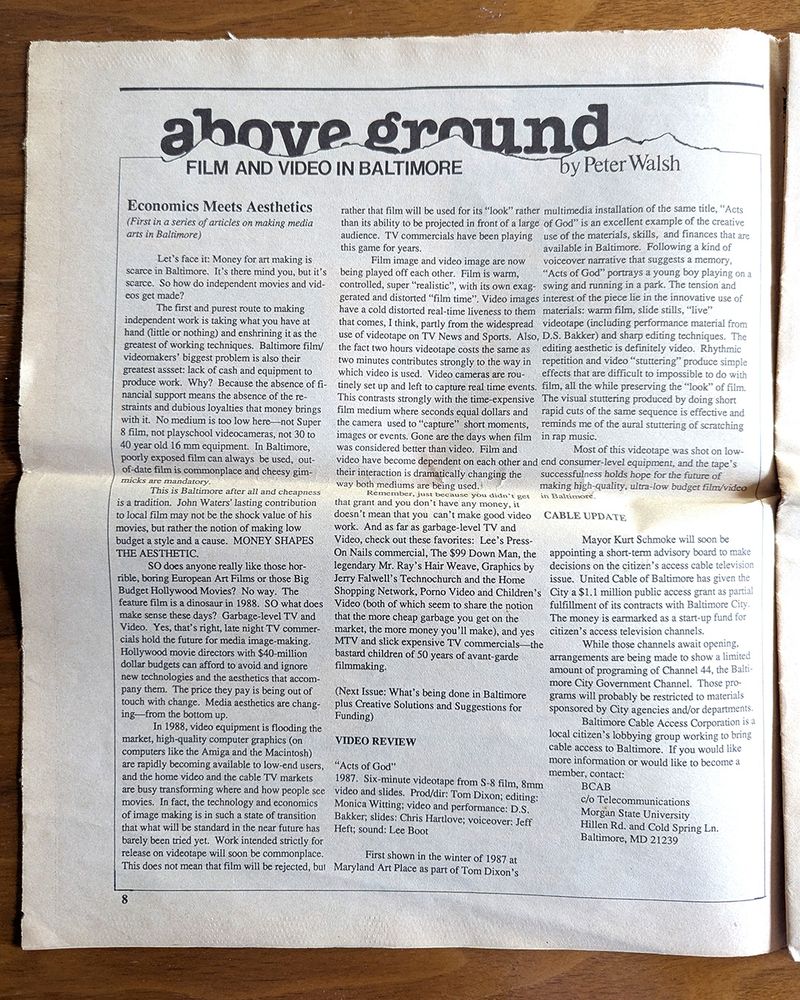 above ground
FILM AND VIDEO IN BALTIMORE
by Peter Walsh
Economics Meets Aesthetics
(First in a series of articles on making media
arts in Baltimore)
Let's face it: Money for art making is
scarce in Baltimore. It's there mind you, but it's
scarce. So how do independent movies and vid-
eos get made?
The first and purest route to making
independent work is taking what you have at
hand (little or nothing) and enshrining it as the
greatest of working techniques. Baltimore film/
videomakers' biggest problem is also their
greatest assset: lack of cash and equipment to
produce work. Why? Because the absence of fi-
nancial support means the absence of the re-
straints and dubious loyalties that money brings
with it. No medium is too low here—not Super
8 film, not playschool videocameras, not 30 to
40 year old 16 mm equipment. In Baltimore,
poorly exposed film can always be used, out-
of-date film is commonplace and cheesy gim-
micks are mandatory.
This is Baltimore after all and cheapness
is a tradition. John Waters' lasting contribution
to local film may not be the shock value of his
movies, but rather the notion of making low
budget a style and a cause. MONEY SHAPES
THE AESTHETIC.
SO does anyone really like those hor-
rible, boring European Art Films or those Big
Budget Hollywood Movies? No way. The
feature film is a dinosaur in 1988. SO what does
make sense these days? Garbage-level TV and
Video. Yes, that's right, late night TV commer-
cials hold the future for media image-making.
Hollywood movie directors with $40-million
dollar budgets can afford to avoid and ignore
new technologies and the aesthetics that accom-
pany them. The price they pay is being out of
touch with change. Media aesthetics are chang-
ing—from the bottom up.
In 1988, video equipment is flooding the
market, high-quality computer graphics (on
computers like the Amiga and the Macintosh)
are rapidly becoming available to low-end users,
and the home video and the cable TV markets
are busy transforming where and how people see
movies. In fact, the technology and economics
of image making is in such a state of transition
that what will be standard in the near future has
barely been tried yet. Work intended strictly for
release on videotape will soon be commonplace.
This does not mean that film will be rejected, but
rather that film will be used for its "look" rather
than its ability to be projected in front of a large
audience. TV commercials have been playing
this game for years.
Film image and video image are now
being played off each other. Film is warm,
controlled, super "realistic", with its own exag-
gerated and distorted "film time". Video images
have a cold distorted real-time liveness to them
that comes, I think, partly from the widespread
use of videotape on TV News and Sports. Also,
the fact two hours videotape costs the same as
two minutes contributes strongly to the way in
which video is used. Video cameras are rou-
tinely set up and left to capture real time events.
This contrasts strongly with the time-expensive
film medium where seconds equal dollars and
the camera used to "capture" short moments,
images or events. Gone are the days when film
was considered better than video. Film and
video have become dependent on each other and
their interaction is dramatically changing the
way both mediums are being used.
Remember, just because you didn't get
that grant and you don't have any money, it
doesn't mean that you can't make good video
work. And as far as garbage-level TV and
Video, check out these favorites: Lee's Press-
On Nails commercial, The $99 Down Man, the
legendary Mr. Ray's Hair Weave, Graphics by
Jerry Falwell's Technochurch and the Home
Shopping Network, Porno Video and Children's
Video (both of which seem to share the notion
that the more cheap garbage you get on the
market, the more money you'll make), and yes
MTV and slick expensive TV commercials—the
bastard children of 50 years of avant-garde
filmmaking.
(Next Issue: What's being done in Baltimore
plus Creative Solutions and Suggestions for
Funding)
VIDEO REVIEW
"Acts of God"
1987. Six-minute videotape from S-8 film, 8mm
video and slides. Prod/dir: Tom Dixon; editing:
Monica Witting; video and performance: D.S.
Bakker; slides: Chris Hartlove; voiceover: Jeff
Heft; sound: Lee Boot
First shown in the winter of 1987 at
Maryland Art Place as part of Tom Dixon's
multimedia installation of the same title, "Acts
of God" is an excellent example of the creative
use of the materials, skills, and finances that are
available in Baltimore. Following a kind of
voiceover narrative that suggests a memory,
"Acts of God" portrays a young boy playing on a
swing and running in a park. The tension and
interest of the piece lie in the innovative use of
materials: warm film, slide stills, "live"
videotape (including performance material from
D.S. Bakker) and sharp editing techniques. The
editing aesthetic is definitely video. Rhythmic
repetition and video "stuttering" produce simple
effects that are difficult to impossible to do with
film, all the while preserving the "look" of film.
The visual stuttering produced by doing short
rapid cuts of the same sequence is effective and
reminds me of the aural stuttering of scratching
in rap music.
Most of this videotape was shot on low-
end consumer-level equipment, and the tape's
successfulness holds hope for the future of
making high-quality, ultra-low budget film/video
in Baltimore.
CABLE UPDATE
Mayor Kurt Schmoke will soon be
appointing a short-term advisory board to make
decisions on the citizen's access cable television
issue. United Cable of Baltimore has given the
City a $1.1 million public access grant as partial
fulfillment of its contracts with Baltimore City.
The money is earmarked as a start-up fund for
citizen's access television channels.
While those channels await opening,
arrangements are being made to show a limited
amount of programing of Channel 44, the Balti-
more City Government Channel. Those pro-
grams will probably be restricted to materials
sponsored by City agencies and/or departments.
Baltimore Cable Access Corporation is a
local citizen's lobbying group working to bring
cable access to Baltimore. If you would like
more information or would like to become a
member, contact:
BCAB
c/o Telecommunications
Morgan State University
Hillen Rd. and Cold Spring Ln.
Baltimore, MD 21239
8